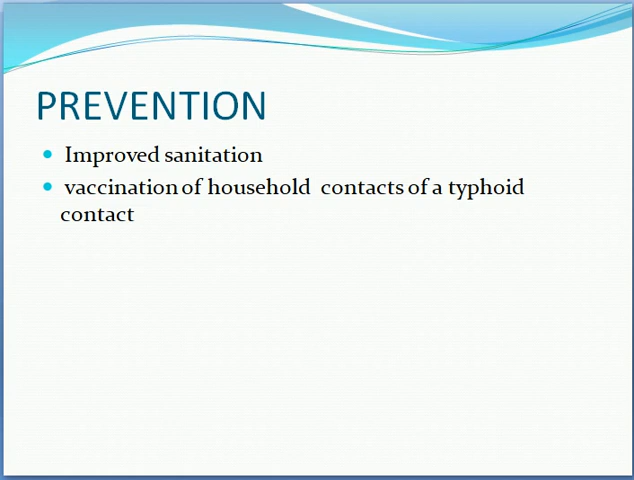 PREVENTION
Improved sanitation
vaccination of household contacts of a typhoid
contact